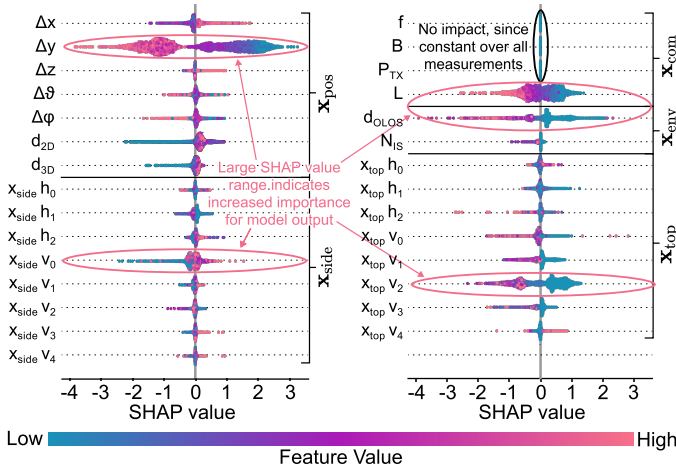 Δx
Δy
Δz
Δϑ
Δφ
d2D
d3D
xside h0
xside h1
xside h2
xside v0
xside v1
xside v2
xside v3
xside v4
xpos
xside
-4 -3 -2 -1 0 1 2 3
SHAP value
Large SHAP value
range indicates
increased importance
for model output
f
B
PTX
L
dOLOS
NIS
xtop h0
xtop h1
xtop h2
xtop v0
xtop v1
xtop v2
xtop v3
xtop v4
No impact, since
constant over all
measurements
xcom
xenv
xtop
-4 -3 -2 -1 0 1 2 3
SHAP value
Low High
Feature Value